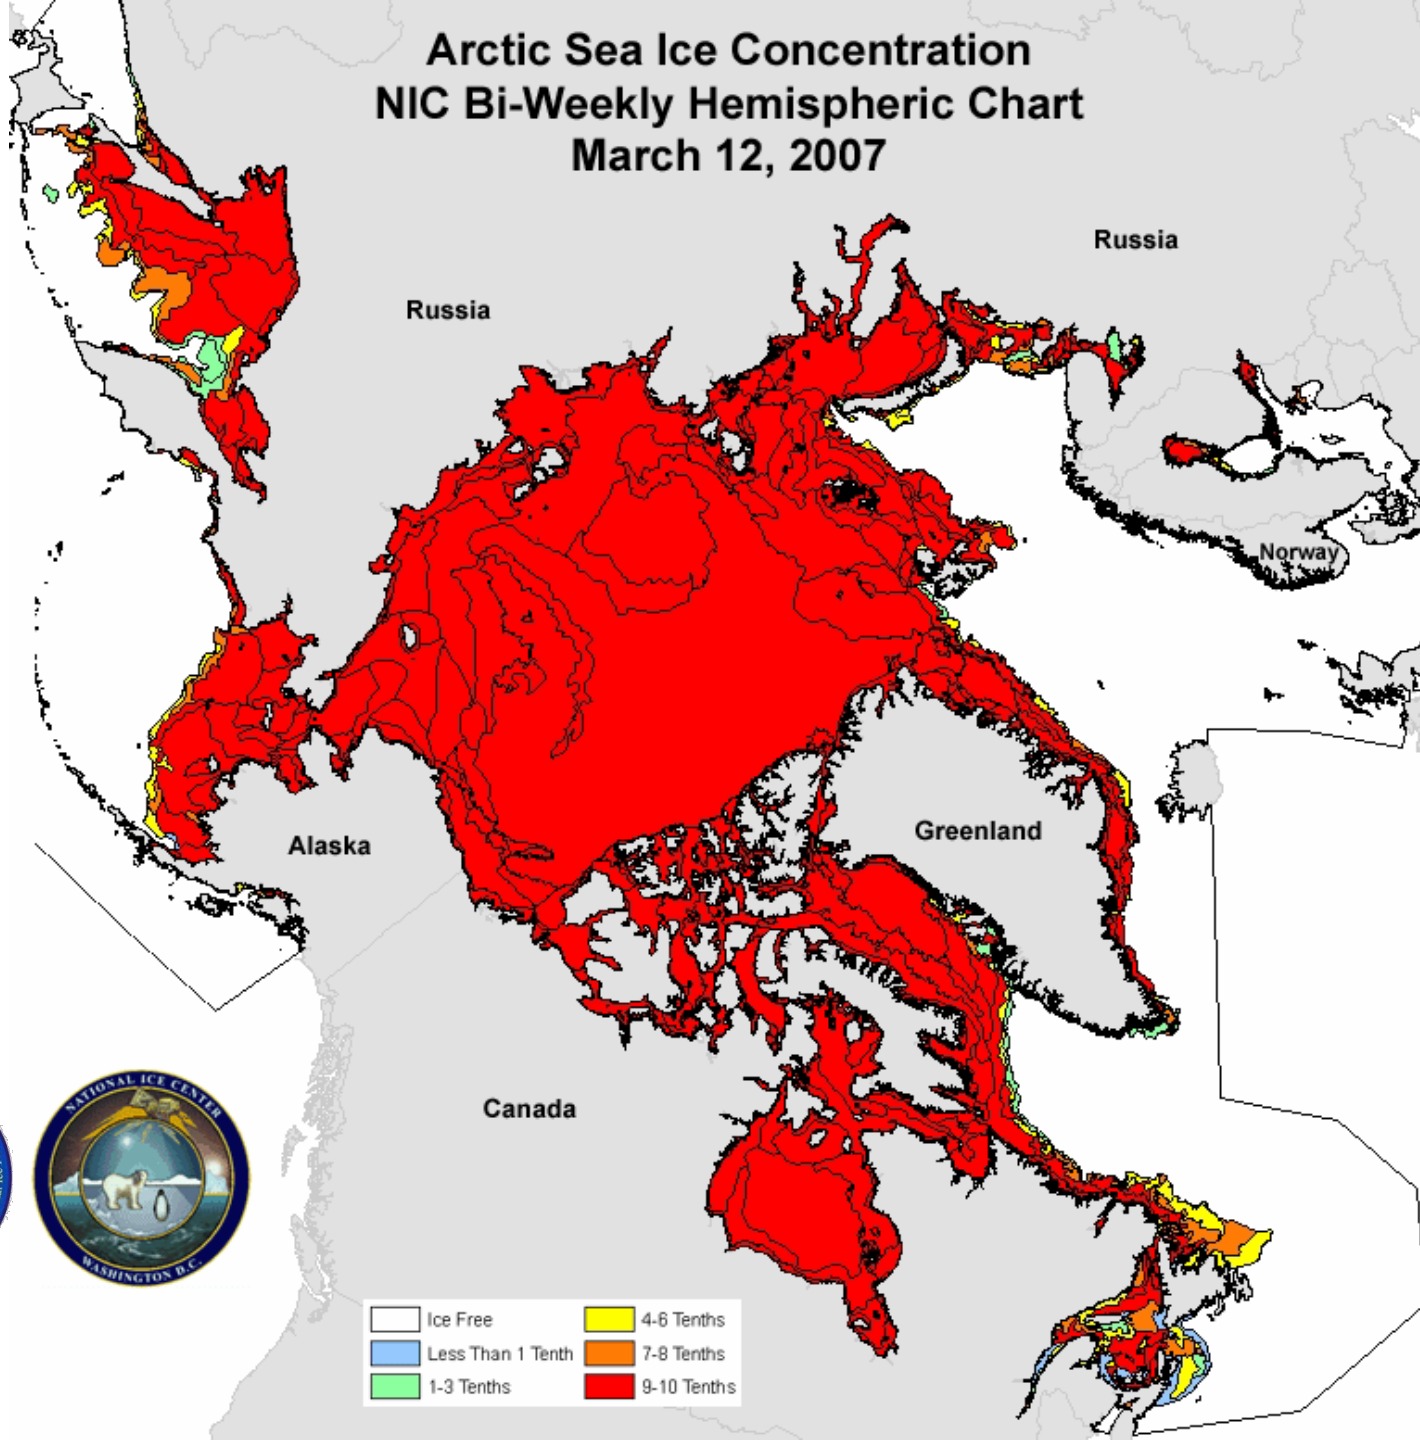 Arctic Sea Ice Concentration
NIC Bi-Weekly Hemispheric Chart
March 12, 2007
Russia
Russia
Norway
Alaska
Greenland
Canada
NATIONAL ICE CENTER
WASHINGTON D.C.
Ice Free
4-6 Tenths
Less Than 1 Tenth
7-8 Tenths
1-3 Tenths
9-10 Tenths